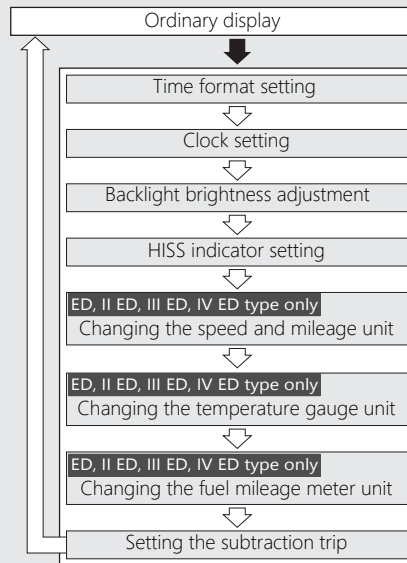 Ordinary display
Time format setting
Clock setting
Backlight brightness adjustment
HISS indicator setting
ED, II ED, III ED, IV ED type only
Changing the speed and mileage unit
ED, II ED, III ED, IV ED type only
Changing the temperature gauge unit
ED, II ED, III ED, IV ED type only
Changing the fuel mileage meter unit
Setting the subtraction trip